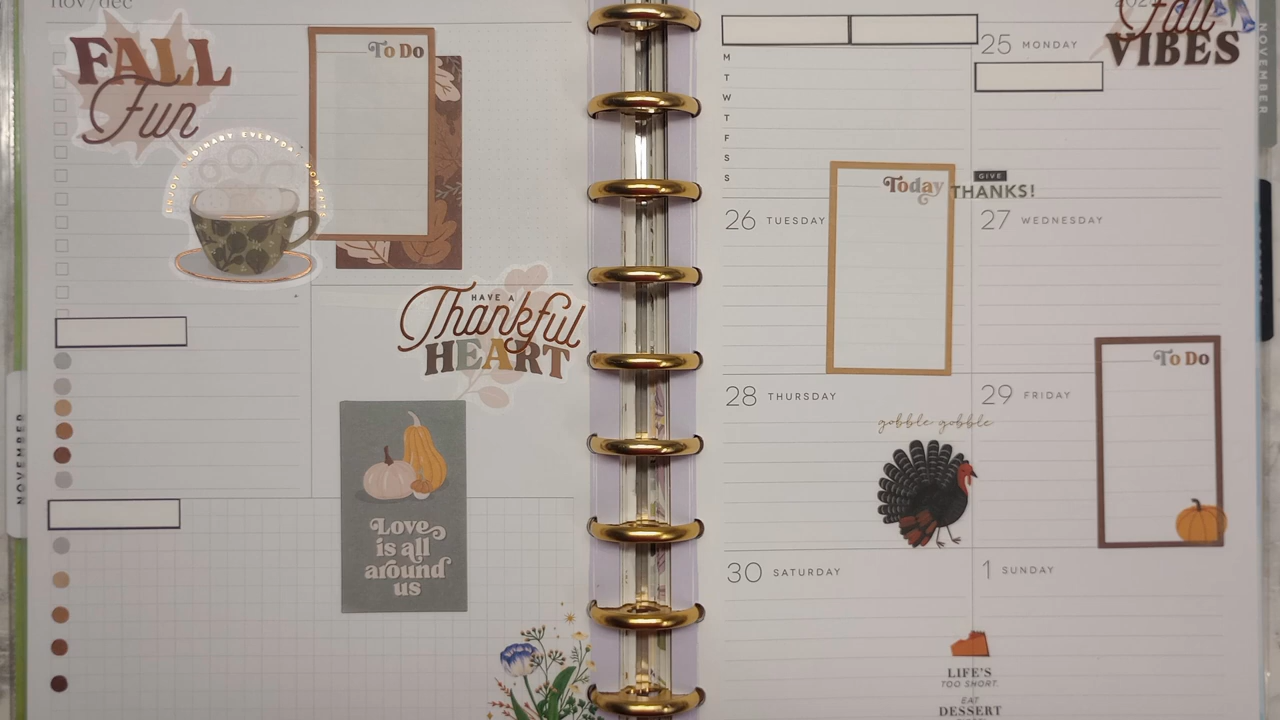 nov/dec
FALL
Fun
To Do
ENJOY ORDINARY EVERYDAY MOMENTS
HAVE A
Thankful
HEART
NOVEMBER
Love
is all
around
us
Fall
VIBES
25 MONDAY
NOVEMBER
M
T
W
T
F
S
S
Today
GIVE
THANKS!
26 TUESDAY
27 WEDNESDAY
To Do
28 THURSDAY
29 FRIDAY
gobble gobble
30 SATURDAY
1 SUNDAY
LIFE'S
TOO SHORT.
EAT
DESSERT